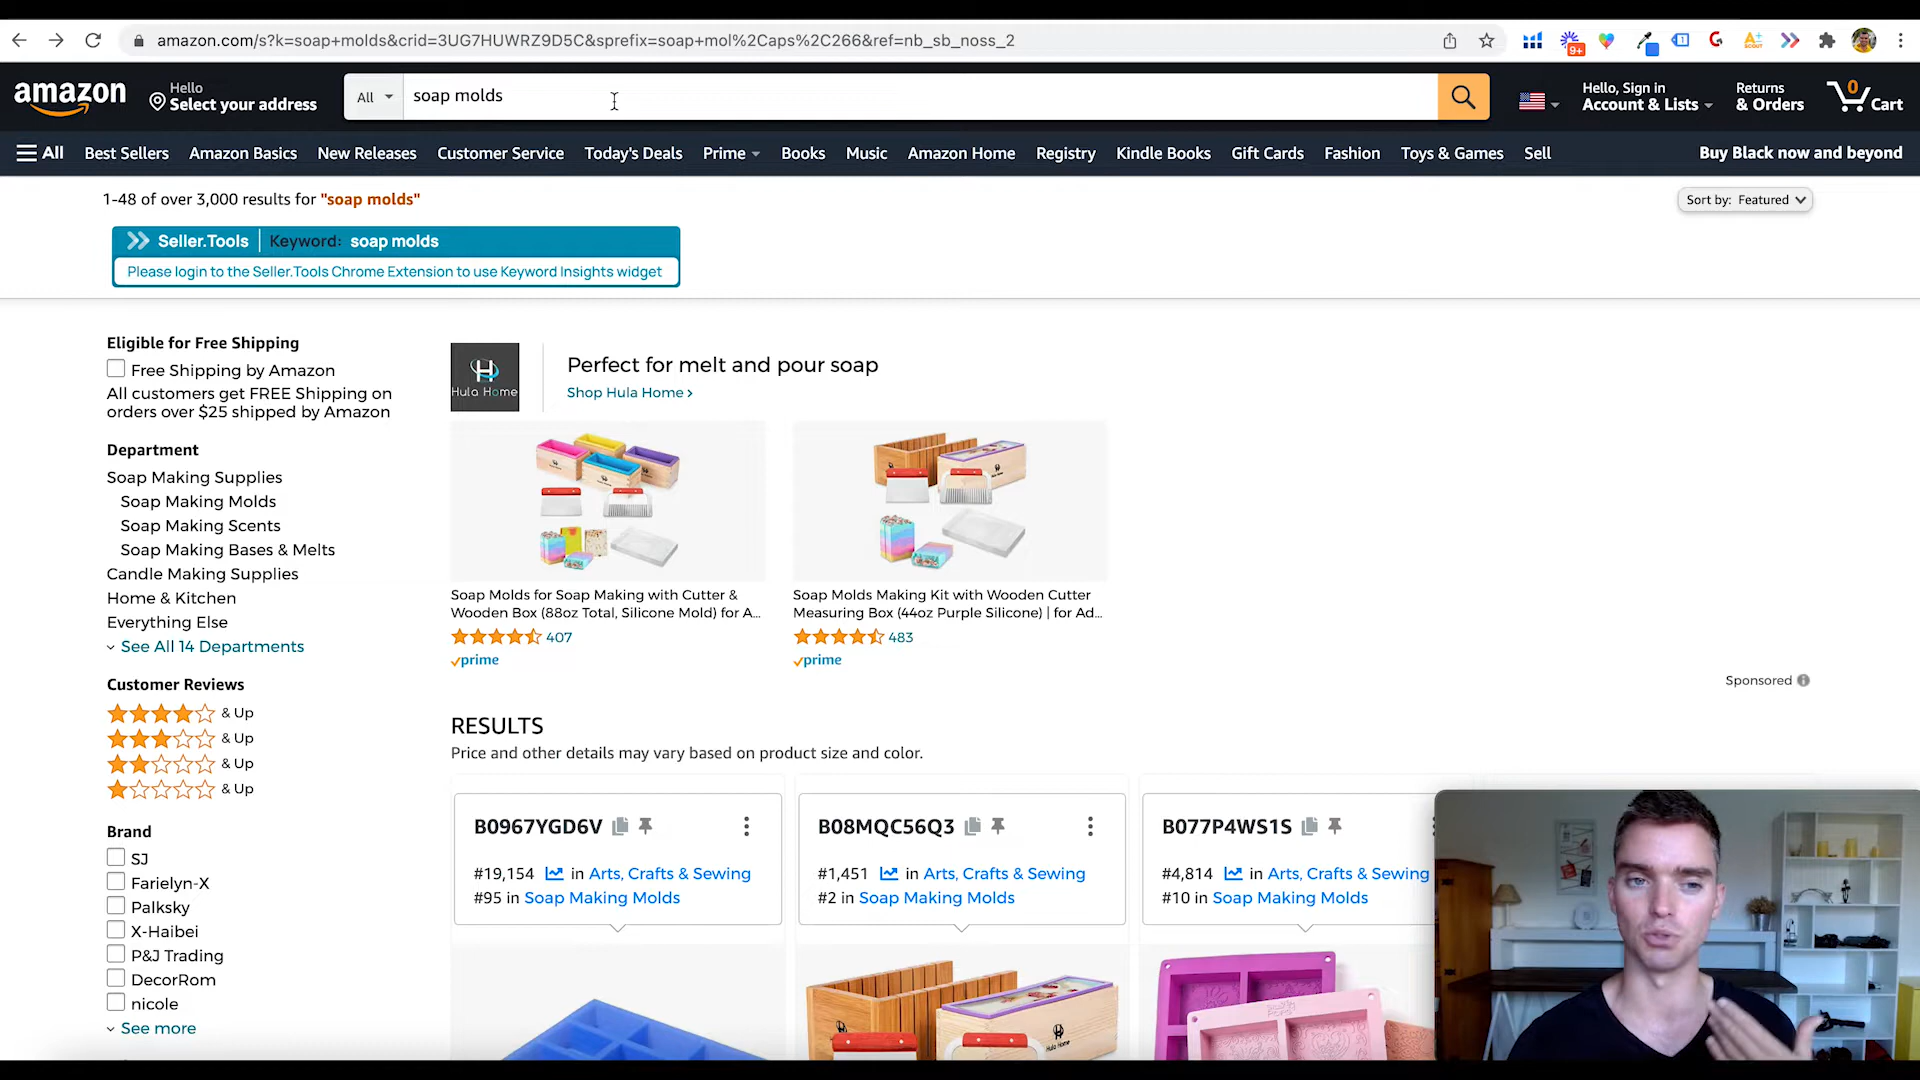 amazon.com/s?k=soap+molds&crid=3UG7HUWRZ9D5C&sprefix=soap+mol%2Caps%2C266&ref=nb_sb_noss_2
9+
1
amazon
Hello
Select your address
All
soap molds
Hello, Sign in
Account & Lists
Returns
& Orders
0
Cart
All
Best Sellers
Amazon Basics
New Releases
Customer Service
Today's Deals
Prime
Books
Music
Amazon Home
Registry
Kindle Books
Gift Cards
Fashion
Toys & Games
Sell
Buy Black now and beyond
1-48 of over 3,000 results for "soap molds"
Sort by: Featured
Seller.Tools
Keyword: soap molds
Please login to the Seller.Tools Chrome Extension to use Keyword Insights widget
Eligible for Free Shipping
Free Shipping by Amazon
All customers get FREE Shipping on
orders over $25 shipped by Amazon
Department
Soap Making Supplies
Soap Making Molds
Soap Making Scents
Soap Making Bases & Melts
Candle Making Supplies
Home & Kitchen
Everything Else
See All 14 Departments
Customer Reviews
& Up
& Up
& Up
& Up
Brand
SJ
Farielyn-X
Palksky
X-Haibei
P&J Trading
DecorRom
nicole
See more
Hula Home
Perfect for melt and pour soap
Shop Hula Home ›
Soap Molds for Soap Making with Cutter &
Wooden Box (88oz Total, Silicone Mold) for A...
407
prime
Soap Molds Making Kit with Wooden Cutter
Measuring Box (44oz Purple Silicone) | for Ad...
483
prime
Sponsored
RESULTS
Price and other details may vary based on product size and color.
B0967YGD6V
#19,154 in Arts, Crafts & Sewing
#95 in Soap Making Molds
B08MQC56Q3
#1,451 in Arts, Crafts & Sewing
#2 in Soap Making Molds
B077P4WS1S
#4,814 in Arts, Crafts & Sewing
#10 in Soap Making Molds
Hula Home